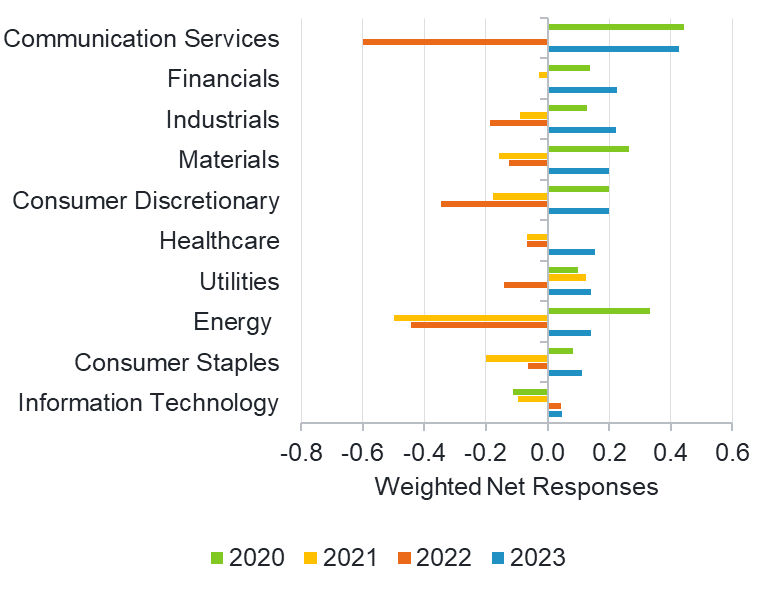 Communication Services
Financials
Industrials
Materials
Consumer Discretionary
Healthcare
Utilities
Energy
Consumer Staples
Information Technology
-0.8 -0.6 -0.4 -0.2 0.0 0.2 0.4 0.6
Weighted Net Responses
2020 2021 2022 2023